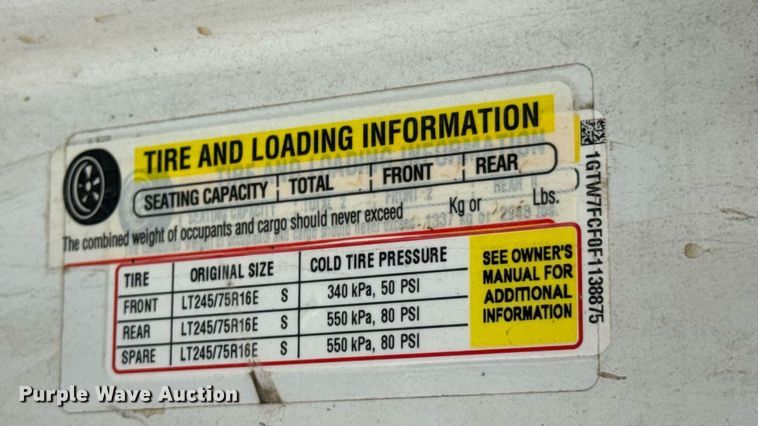 TIRE AND LOADING INFORMATION
SEATING CAPACITY TOTAL FRONT REAR
The combined weight of occupants and cargo should never exceed Kg or Lbs.
TIRE ORIGINAL SIZE COLD TIRE PRESSURE
FRONT LT245/75R16E S 340 kPa, 50 PSI
REAR LT245/75R16E S 550 kPa, 80 PSI
SPARE LT245/75R16E S 550 kPa, 80 PSI
SEE OWNER'S
MANUAL FOR
ADDITIONAL
INFORMATION
1GTW7FCF0F1138875
Purple Wave Auction